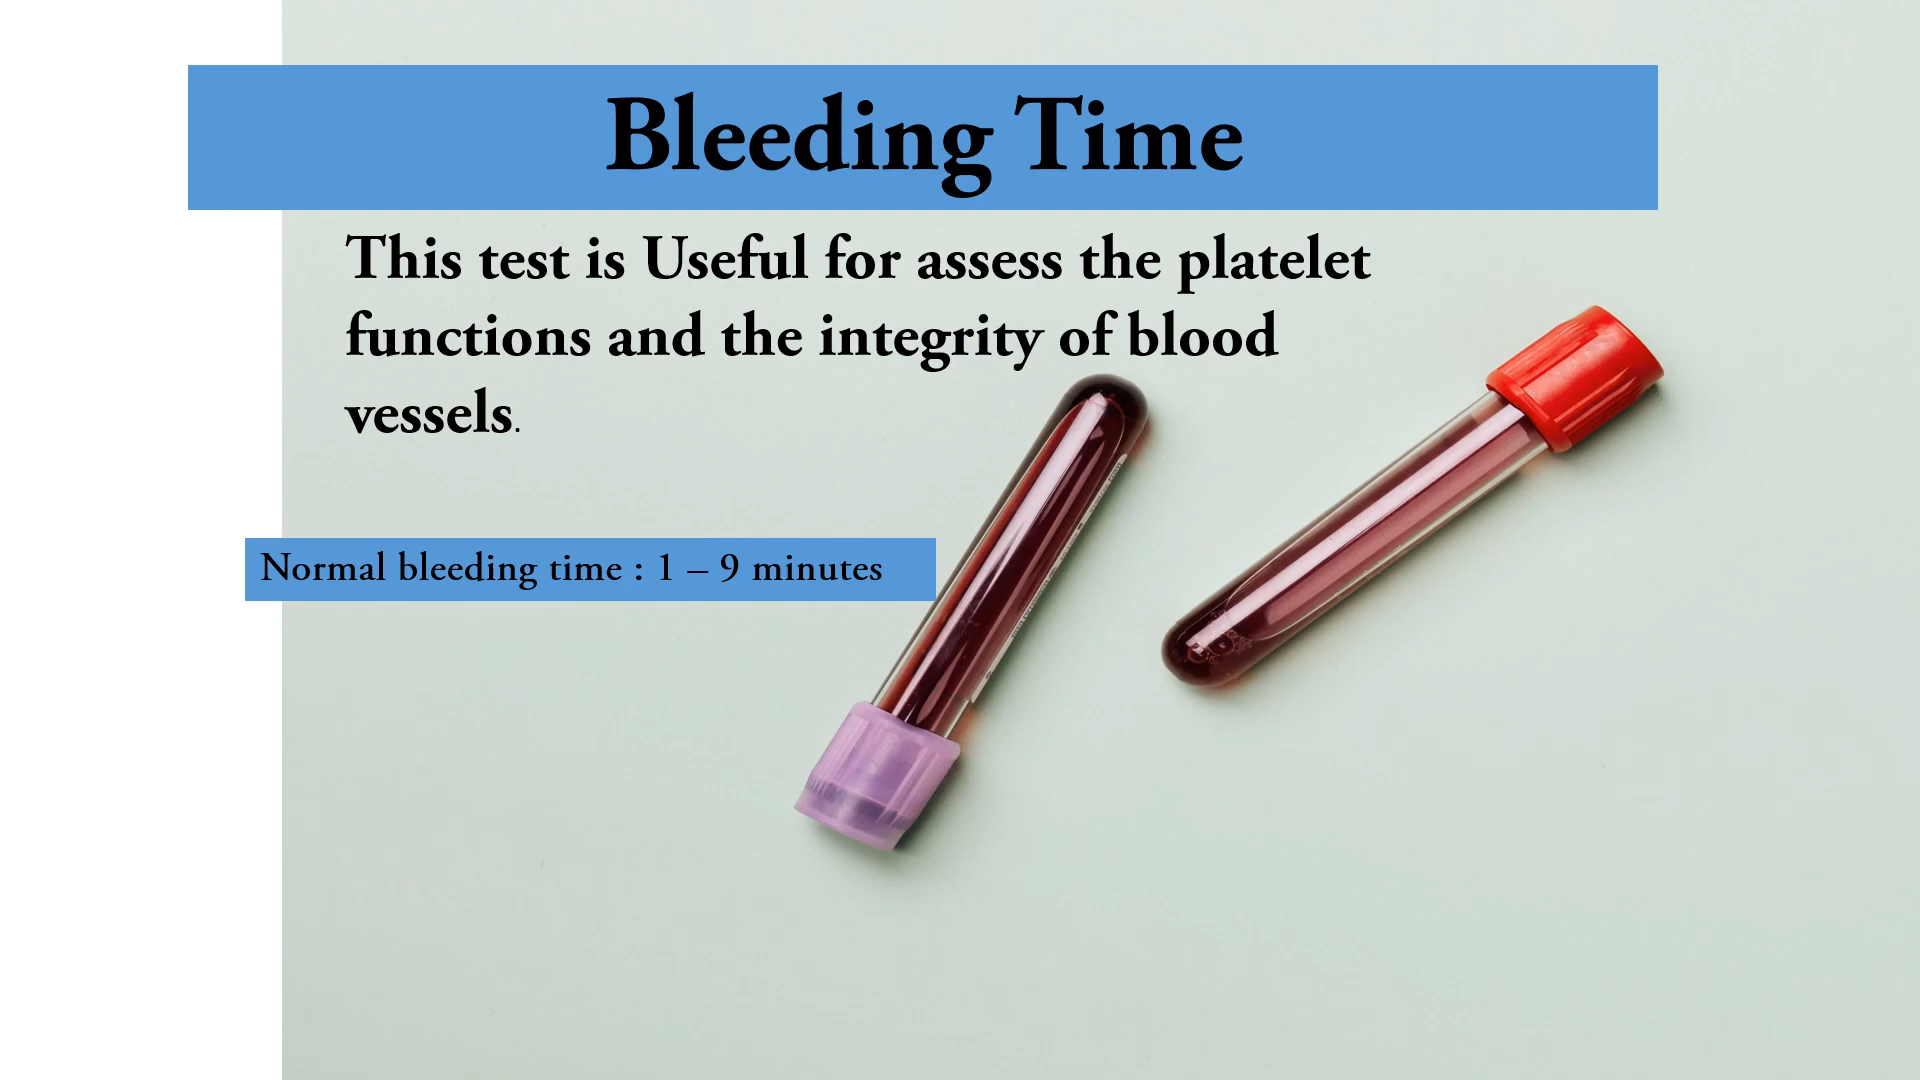 Bleeding Time
This test is Useful for assess the platelet
functions and the integrity of blood
vessels.
Normal bleeding time : 1 – 9 minutes